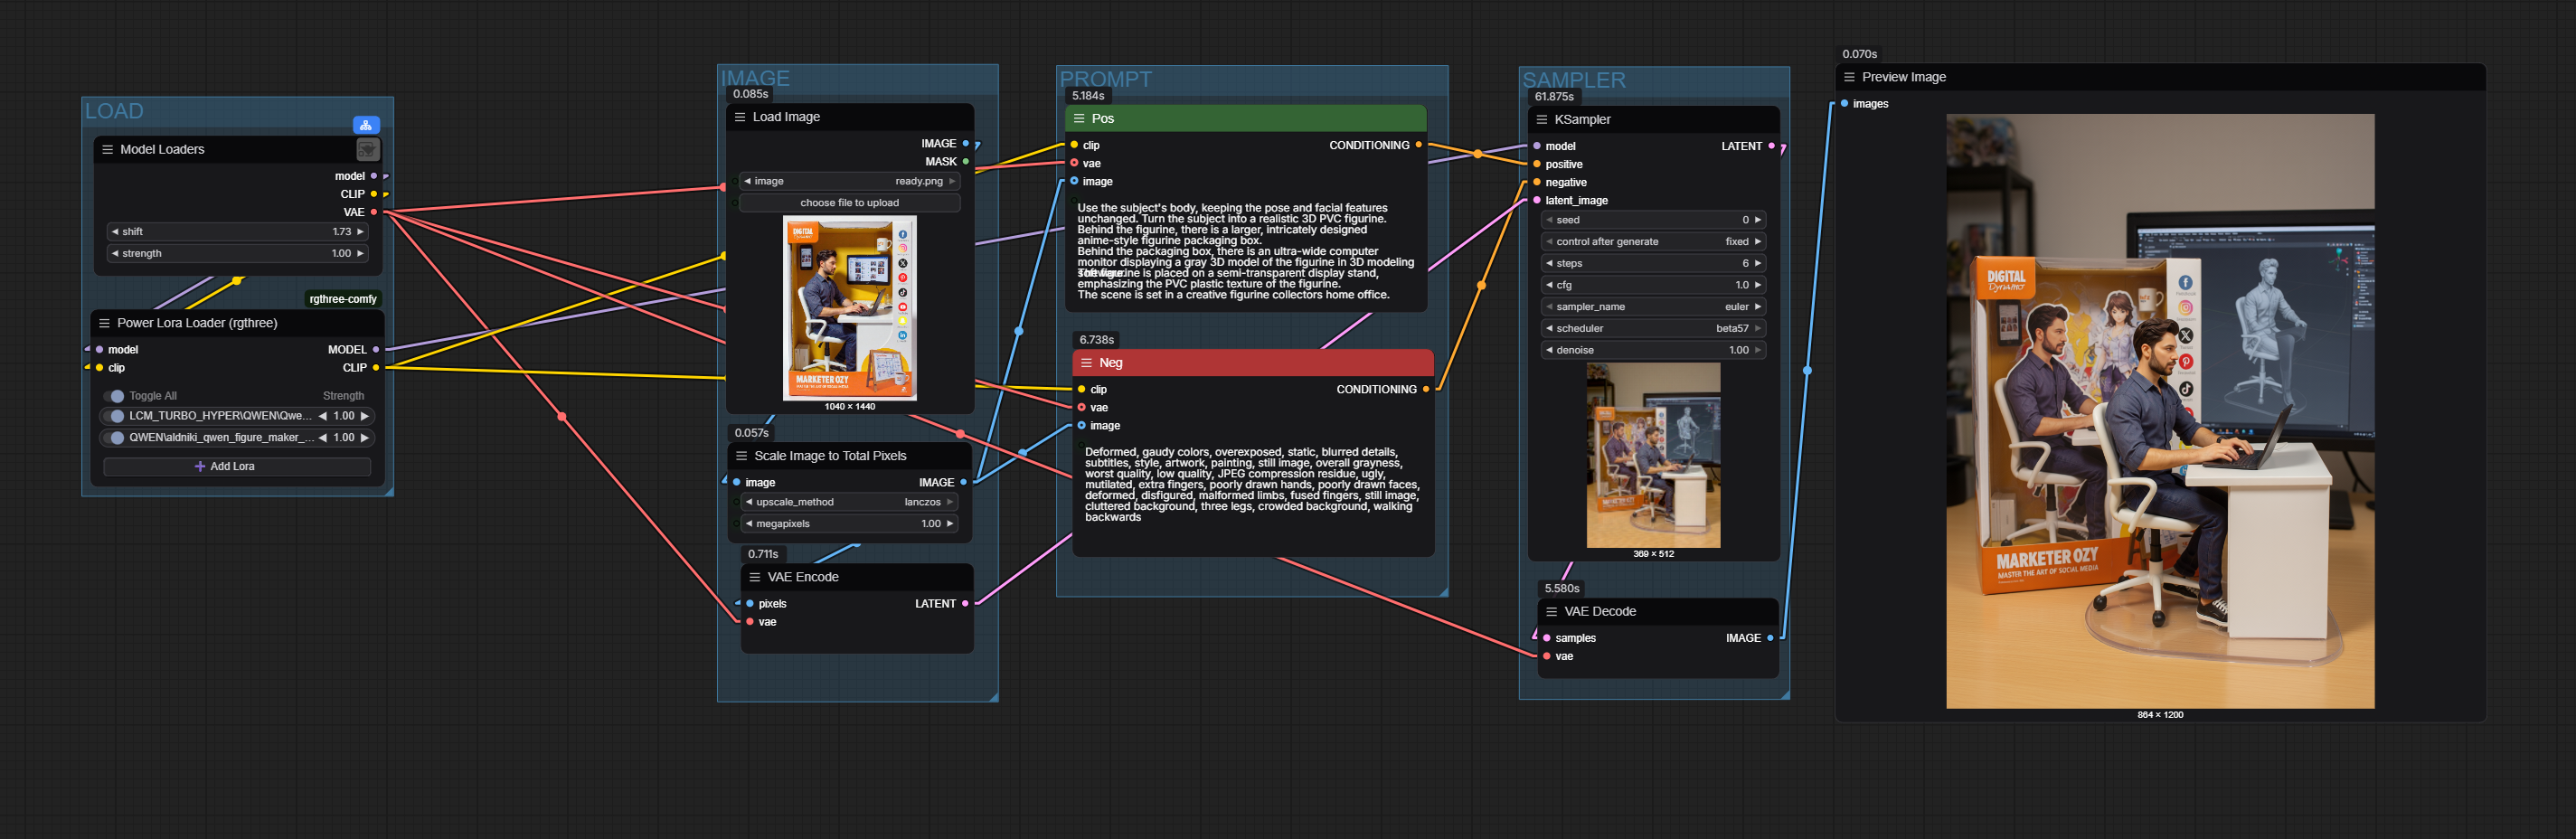 LOAD
Model Loaders
model
CLIP
VAE
shift 1.73
strength 1.00
rgthree-comfy
Power Lora Loader (rgthree)
model MODEL
clip CLIP
Toggle All Strength
LCM_TURBO_HYPER\QWEN\Qwe... 1.00
QWEN\aldniki_qwen_figure_maker_... 1.00
Add Lora
IMAGE
0.085s
Load Image
IMAGE
MASK
image ready.png
choose file to upload
DIGITAL
MARKETER OZY
MASTER THE ART OF SOCIAL MEDIA
1040 × 1440
0.057s
Scale Image to Total Pixels
image IMAGE
upscale_method lanczos
megapixels 1.00
0.711s
VAE Encode
pixels LATENT
vae
PROMPT
5.184s
Pos
clip CONDITIONING
vae
image
Use the subject's body, keeping the pose and facial features
unchanged. Turn the subject into a realistic 3D PVC figurine.
Behind the figurine, there is a larger, intricately designed
anime-style figurine packaging box.
Behind the packaging box, there is an ultra-wide computer
monitor displaying a gray 3D model of the figurine in 3D modeling
software.
The figurine is placed on a semi-transparent display stand,
emphasizing the PVC plastic texture of the figurine.
The scene is set in a creative figurine collectors home office.
6.738s
Neg
clip CONDITIONING
vae
image
Deformed, gaudy colors, overexposed, static, blurred details,
subtitles, style, artwork, painting, still image, overall grayness,
worst quality, low quality, JPEG compression residue, ugly,
mutilated, extra fingers, poorly drawn hands, poorly drawn faces,
deformed, disfigured, malformed limbs, fused fingers, still image,
cluttered background, three legs, crowded background, walking
backwards
SAMPLER
61.875s
KSampler
model LATENT
positive
negative
latent_image
seed 0
control after generate fixed
steps 6
cfg 1.0
sampler_name euler
scheduler beta57
denoise 1.00
369 × 512
5.580s
VAE Decode
samples IMAGE
vae
0.070s
Preview Image
images
DIGITAL
MARKETER OZY
MASTER THE ART OF SOCIAL MEDIA
864 × 1200